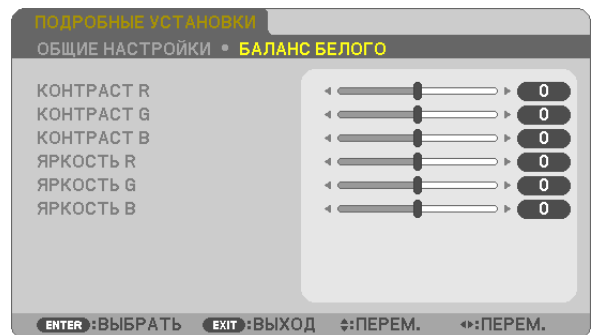 ПОДРОБНЫЕ УСТАНОВКИ
ОБЩИЕ НАСТРОЙКИ • БАЛАНС БЕЛОГО
КОНТРАСТ R 0
КОНТРАСТ G 0
КОНТРАСТ B 0
ЯРКОСТЬ R 0
ЯРКОСТЬ G 0
ЯРКОСТЬ B 0
ENTER :ВЫБРАТЬ EXIT :ВЫХОД :ПЕРЕМ. :ПЕРЕМ.